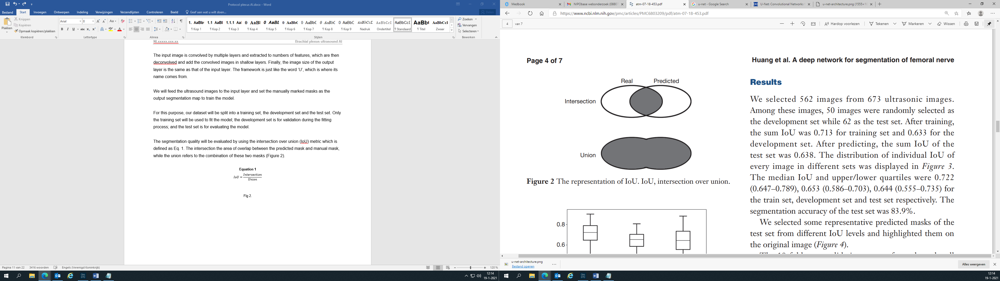 Protocol plexus AI.docx - Word
Bestand Start Invoegen Ontwerpen Indeling Verwijzingen Verzendlijsten Controleren Beeld Geef aan wat u wilt doen... Delen
Plakken
Knippen
Kopiëren
Opmaak kopiëren/plakken
Klembord
Arial 8
Lettertype
Alinea
¶ Kop 1 ¶ Kop 2 ¶ Kop 3 ¶ Kop 4 ¶ Kop 5 ¶ Kop 6 ¶ Kop 7 ¶ Kop 8 ¶ Kop 9 Nadruk Ondertitel ¶ Standaard ¶ Titel Zwaar
Stijlen
Zoeken
Vervangen
Selecteren
Bewerken
NLxxxxx.xxx.xx Brachial plexus ultrasound AI
The input image is convolved by multiple layers and extracted to numbers of features, which are then
deconvolved and add the convolved images in shallow layers. Finally, the image size of the output
layer is the same as that of the input layer. The framework is just like the word ‘U’, which is where its
name comes from.
We will feed the ultrasound images to the input layer and set the manually marked masks as the
output segmentation map to train the model.
For this purpose, our dataset will be split into a training set, the development set and the test set. Only
the training set will be used to fit the model; the development set is for validation during the fitting
process; and the test set is for evaluating the model.
The segmentation quality will be evaluated by using the intersection over union (IoU) metric which is
defined as Eq. 1. The intersection the area of overlap between the predicted mask and manual mask,
while the union refers to the combination of these two masks (Figure 2).
Equation 1
IoU = Intersection / Union
Fig 2.
Pagina 11 van 22 3416 woorden Engels (Verenigd Koninkrijk) 120 %
12:14
19-1-2021
Medbook
NIPObase webonderzoek (0880
atm-07-18-453.pdf
u-net - Google Search
U-Net: Convolutional Networks
u-net-architecture.png (1555×10
https://www.ncbi.nlm.nih.gov/pmc/articles/PMC6803209/pdf/atm-07-18-453.pdf
4 van 7 Hardop voorlezen Tekenen Markeren Wissen
Page 4 of 7
Huang et al. A deep network for segmentation of femoral nerve
Real Predicted
Intersection
Union
Figure 2 The representation of IoU. IoU, intersection over union.
0.8
0.6
Results
We selected 562 images from 673 ultrasonic images.
Among these images, 50 images were randomly selected as
the development set while 62 as the test set. After training,
the sum IoU was 0.713 for training set and 0.633 for the
development set. After predicting, the sum IoU of the
test set was 0.638. The distribution of individual IoU of
every image in different sets was displayed in Figure 3.
The median IoU and upper/lower quartiles were 0.722
(0.647–0.789), 0.653 (0.586–0.703), 0.644 (0.555–0.735) for
the train set, development set and test set respectively. The
segmentation accuracy of the test set was 83.9%.
We selected some representative predicted masks of the
test set from different IoU levels and highlighted them on
the original image (Figure 4).
u-net-architecture.png
Bestand openen
Alles weergeven
12:14
19-1-2021